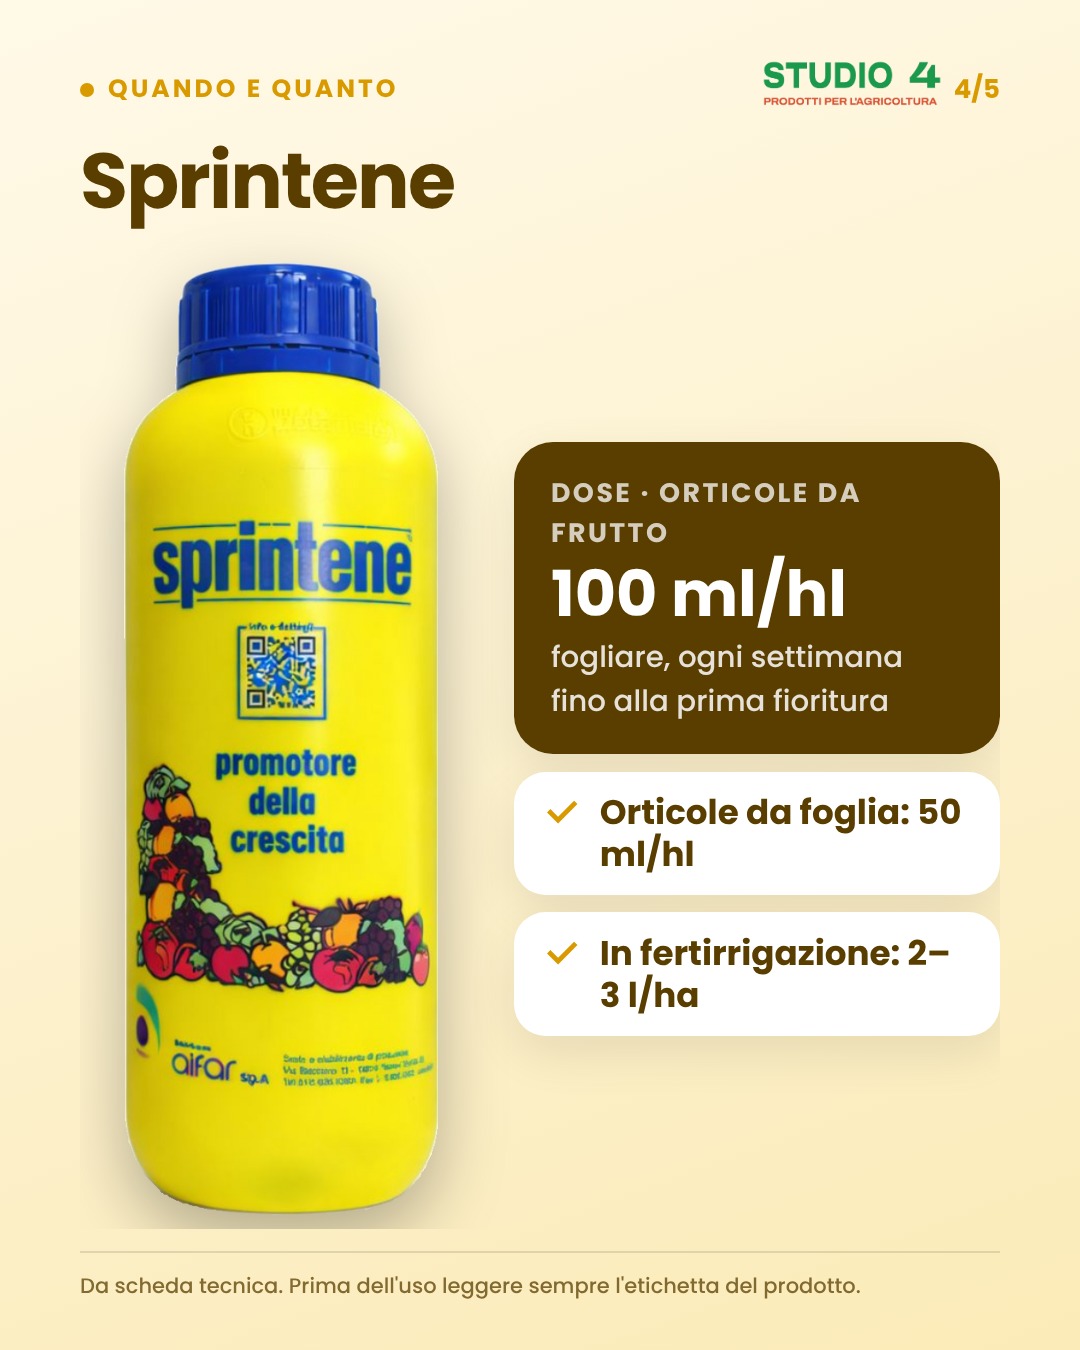 QUANDO E QUANTO
STUDIO 4
PRODOTTI PER L'AGRICOLTURA
4/5
Sprintene
sprintene
info e dettagli
promotore
della
crescita
aifar S.p.A
DOSE · ORTICOLE DA
FRUTTO
100 ml/hl
fogliare, ogni settimana
fino alla prima fioritura
Orticole da foglia: 50
ml/hl
In fertirrigazione: 2–
3 l/ha
Da scheda tecnica. Prima dell'uso leggere sempre l'etichetta del prodotto.